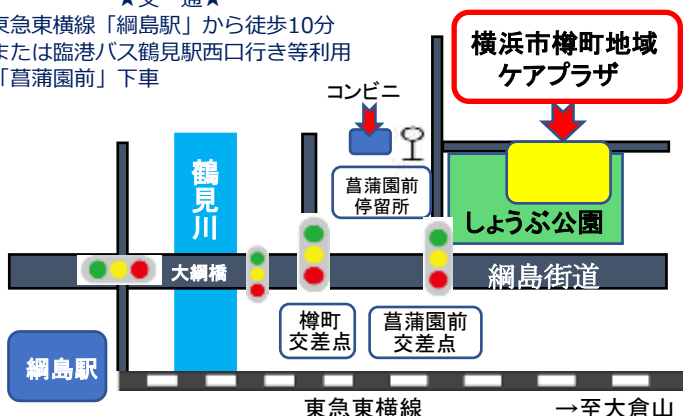 ★交　通★
東急東横線「綱島駅」から徒歩10分
または臨港バス鶴見駅西口行き等利用
「菖蒲園前」下車
横浜市樽町地域
ケアプラザ
コンビニ
鶴見川
菖蒲園前
停留所
しょうぶ公園
大綱橋
綱島街道
樽町
交差点
菖蒲園前
交差点
綱島駅
東急東横線
→至大倉山